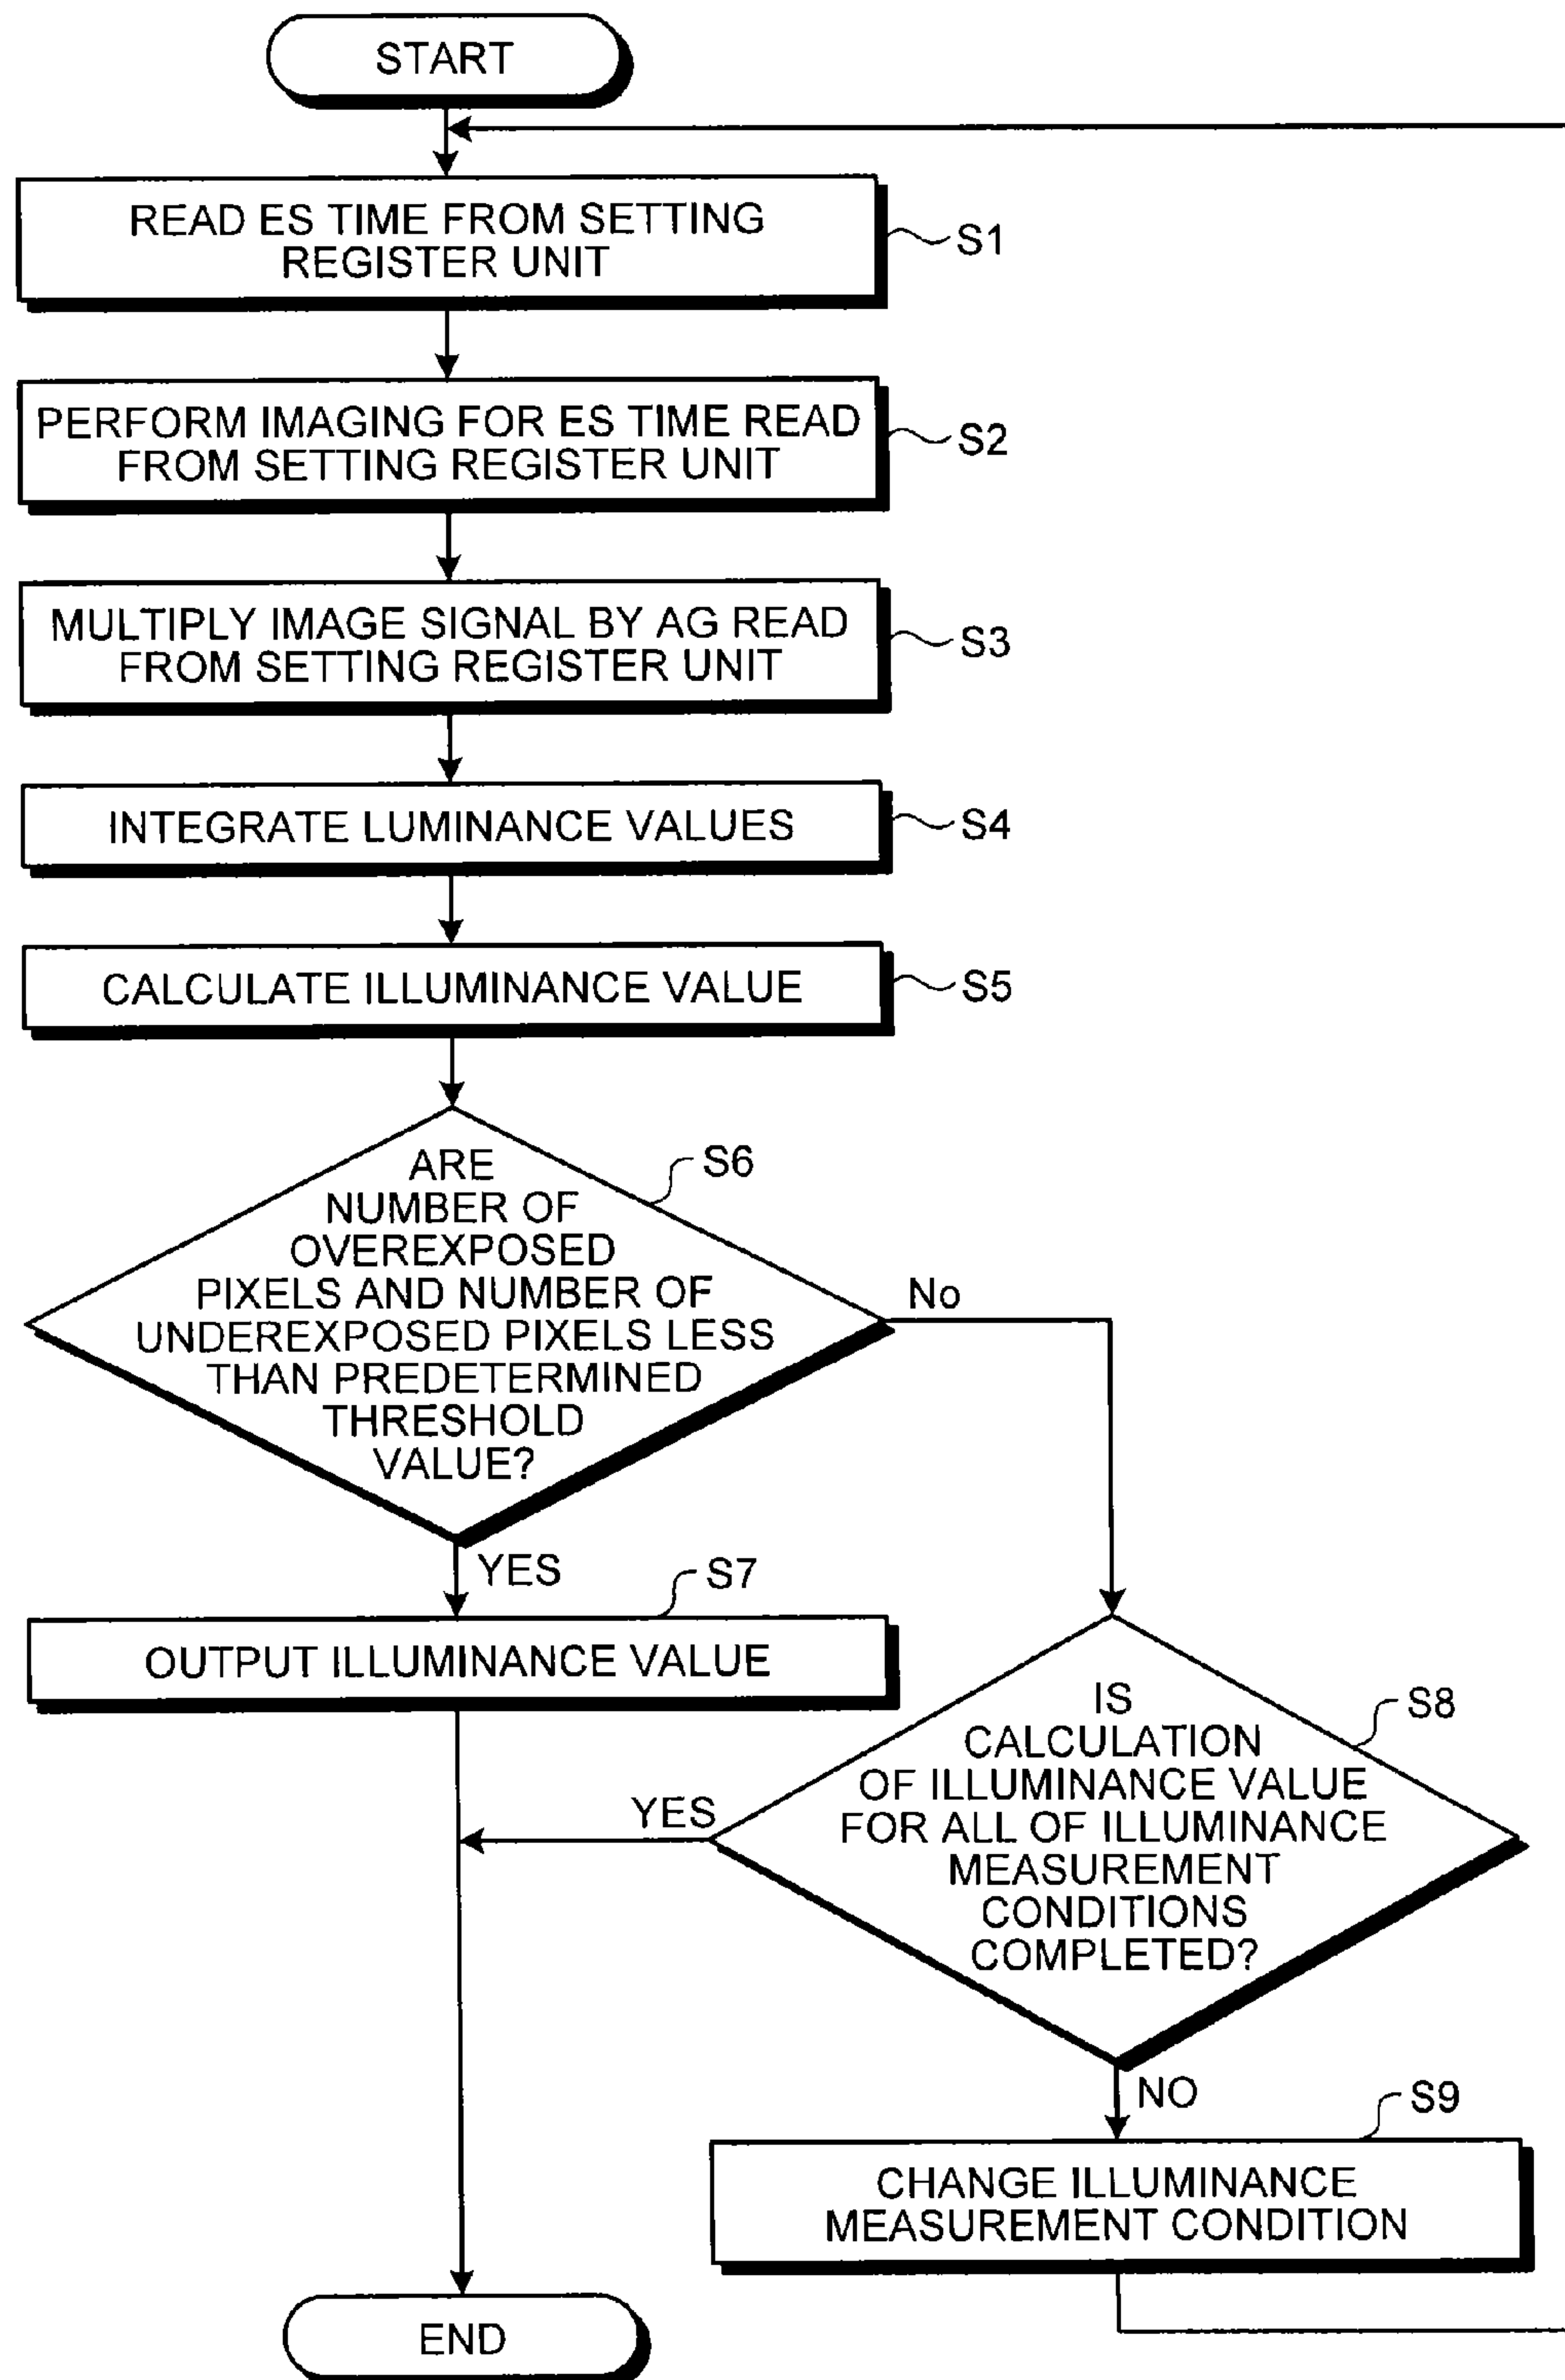 START
READ ES TIME FROM SETTING
REGISTER UNIT
S1
PERFORM IMAGING FOR ES TIME READ
FROM SETTING REGISTER UNIT
S2
MULTIPLY IMAGE SIGNAL BY AG READ
FROM SETTING REGISTER UNIT
S3
INTEGRATE LUMINANCE VALUES
S4
CALCULATE ILLUMINANCE VALUE
S5
ARE
NUMBER OF
OVEREXPOSED
PIXELS AND NUMBER OF
UNDEREXPOSED PIXELS LESS
THAN PREDETERMINED
THRESHOLD
VALUE?
S6
No
YES
S7
OUTPUT ILLUMINANCE VALUE
IS
CALCULATION
OF ILLUMINANCE VALUE
FOR ALL OF ILLUMINANCE
MEASUREMENT
CONDITIONS
COMPLETED?
S8
YES
NO
S9
CHANGE ILLUMINANCE
MEASUREMENT CONDITION
END